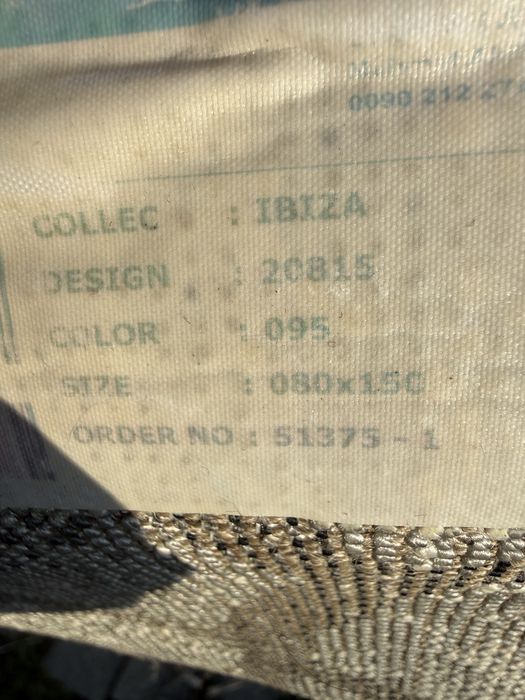 0090 212
COLLEC : IBIZA
DESIGN : 20815
COLOR : 095
SIZE : 080x150
ORDER NO : 51375 - 1